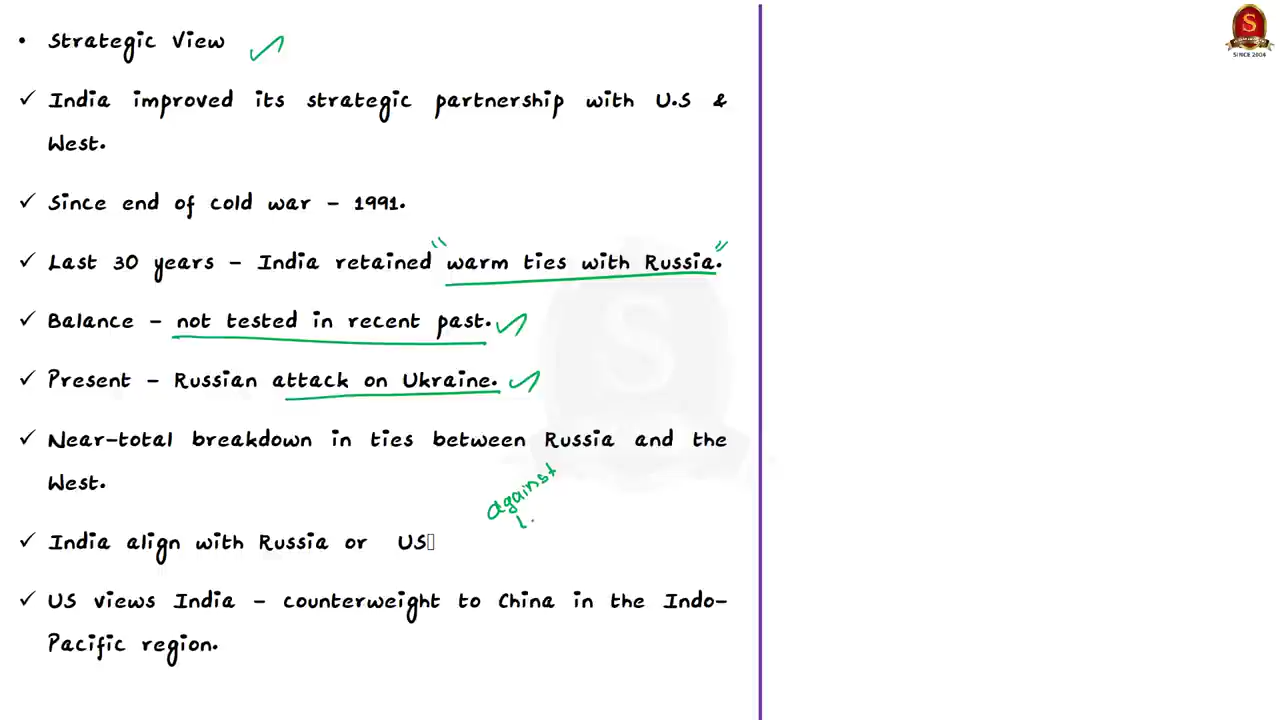 • Strategic View
✓ India improved its strategic partnership with U.S &
West.
✓ Since end of cold war – 1991.
✓ Last 30 years – India retained "warm ties with Russia."
✓ Balance – not tested in recent past.
✓ Present – Russian attack on Ukraine.
✓ Near-total breakdown in ties between Russia and the
West.
against
✓ India align with Russia or US
✓ US views India – counterweight to China in the Indo-
Pacific region.
S
SINCE 2004
S